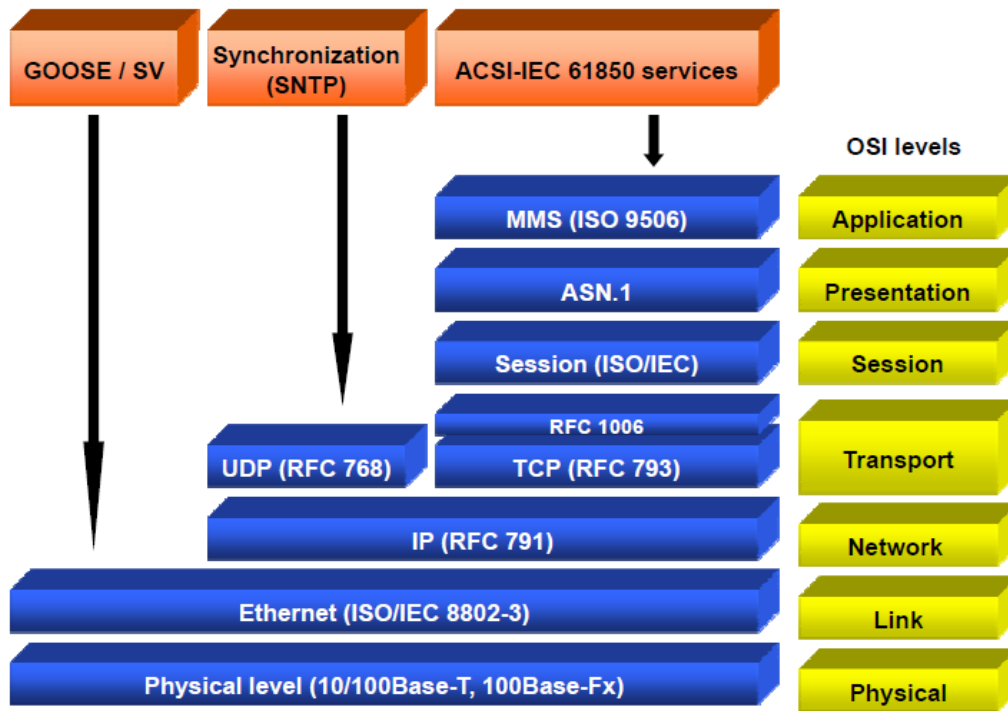 GOOSE / SV
Synchronization
(SNTP)
ACSI-IEC 61850 services
OSI levels
MMS (ISO 9506)
Application
ASN.1
Presentation
Session (ISO/IEC)
Session
RFC 1006
UDP (RFC 768)
TCP (RFC 793)
Transport
IP (RFC 791)
Network
Ethernet (ISO/IEC 8802-3)
Link
Physical level (10/100Base-T, 100Base-Fx)
Physical